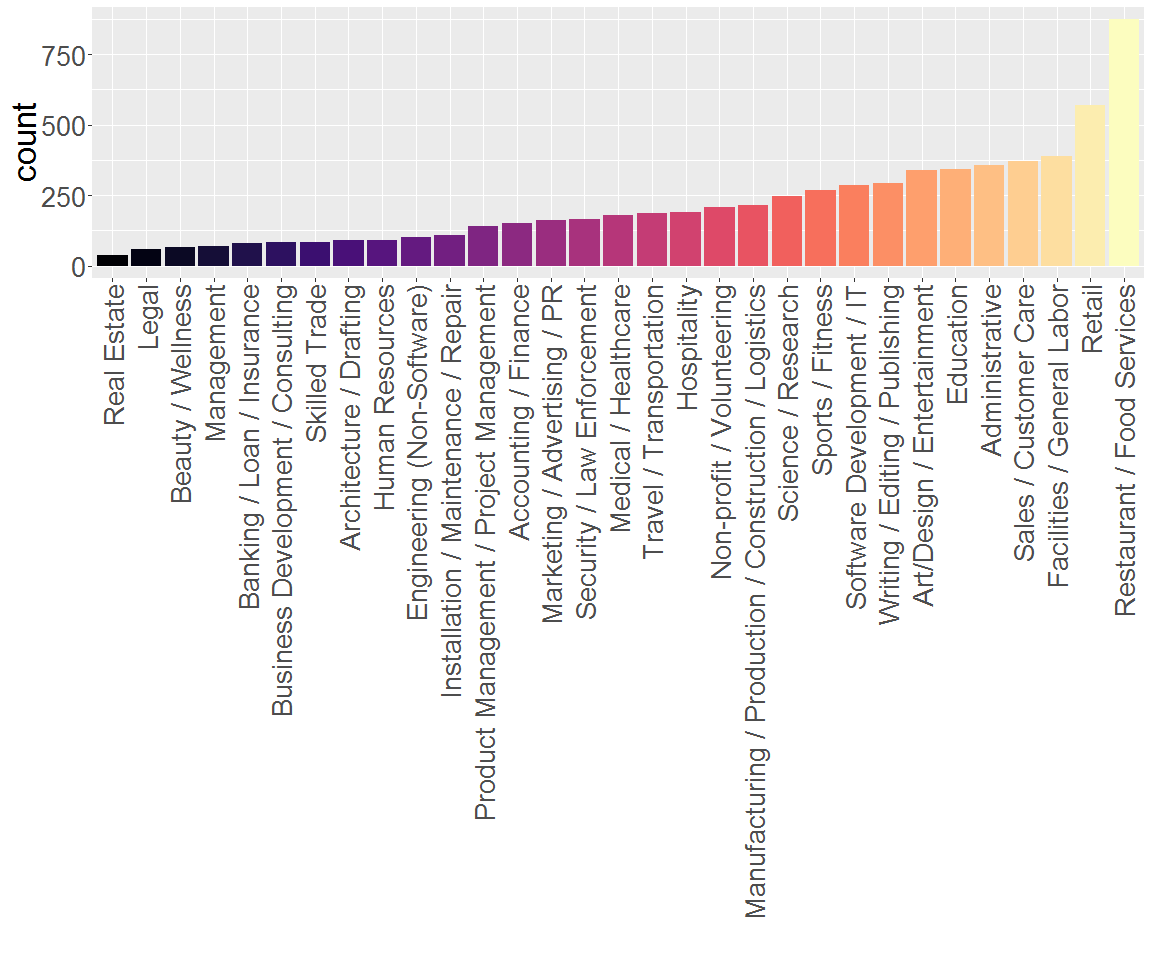 count
750
500
250
0
Real Estate
Legal
Beauty / Wellness
Management
Banking / Loan / Insurance
Business Development / Consulting
Skilled Trade
Architecture / Drafting
Human Resources
Engineering (Non-Software)
Installation / Maintenance / Repair
Product Management / Project Management
Accounting / Finance
Marketing / Advertising / PR
Security / Law Enforcement
Medical / Healthcare
Travel / Transportation
Hospitality
Non-profit / Volunteering
Manufacturing / Production / Construction / Logistics
Science / Research
Sports / Fitness
Software Development / IT
Writing / Editing / Publishing
Art/Design / Entertainment
Education
Administrative
Sales / Customer Care
Facilities / General Labor
Retail
Restaurant / Food Services